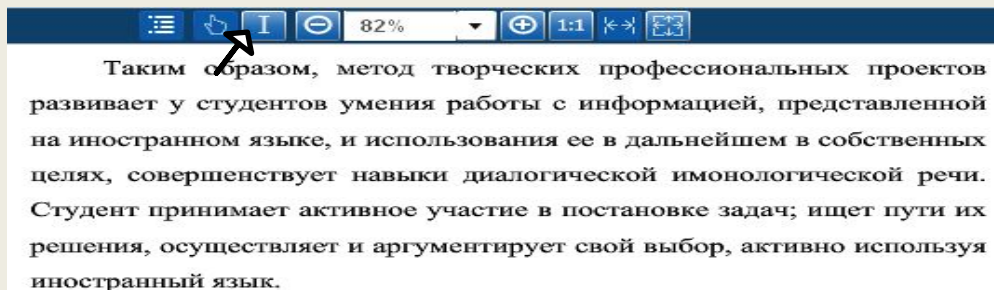 82%
1:1
Таким образом, метод творческих профессиональных проектов
развивает у студентов умения работы с информацией, представленной
на иностранном языке, и использования ее в дальнейшем в собственных
целях, совершенствует навыки диалогической имонологической речи.
Студент принимает активное участие в постановке задач; ищет пути их
решения, осуществляет и аргументирует свой выбор, активно используя
иностранный язык.